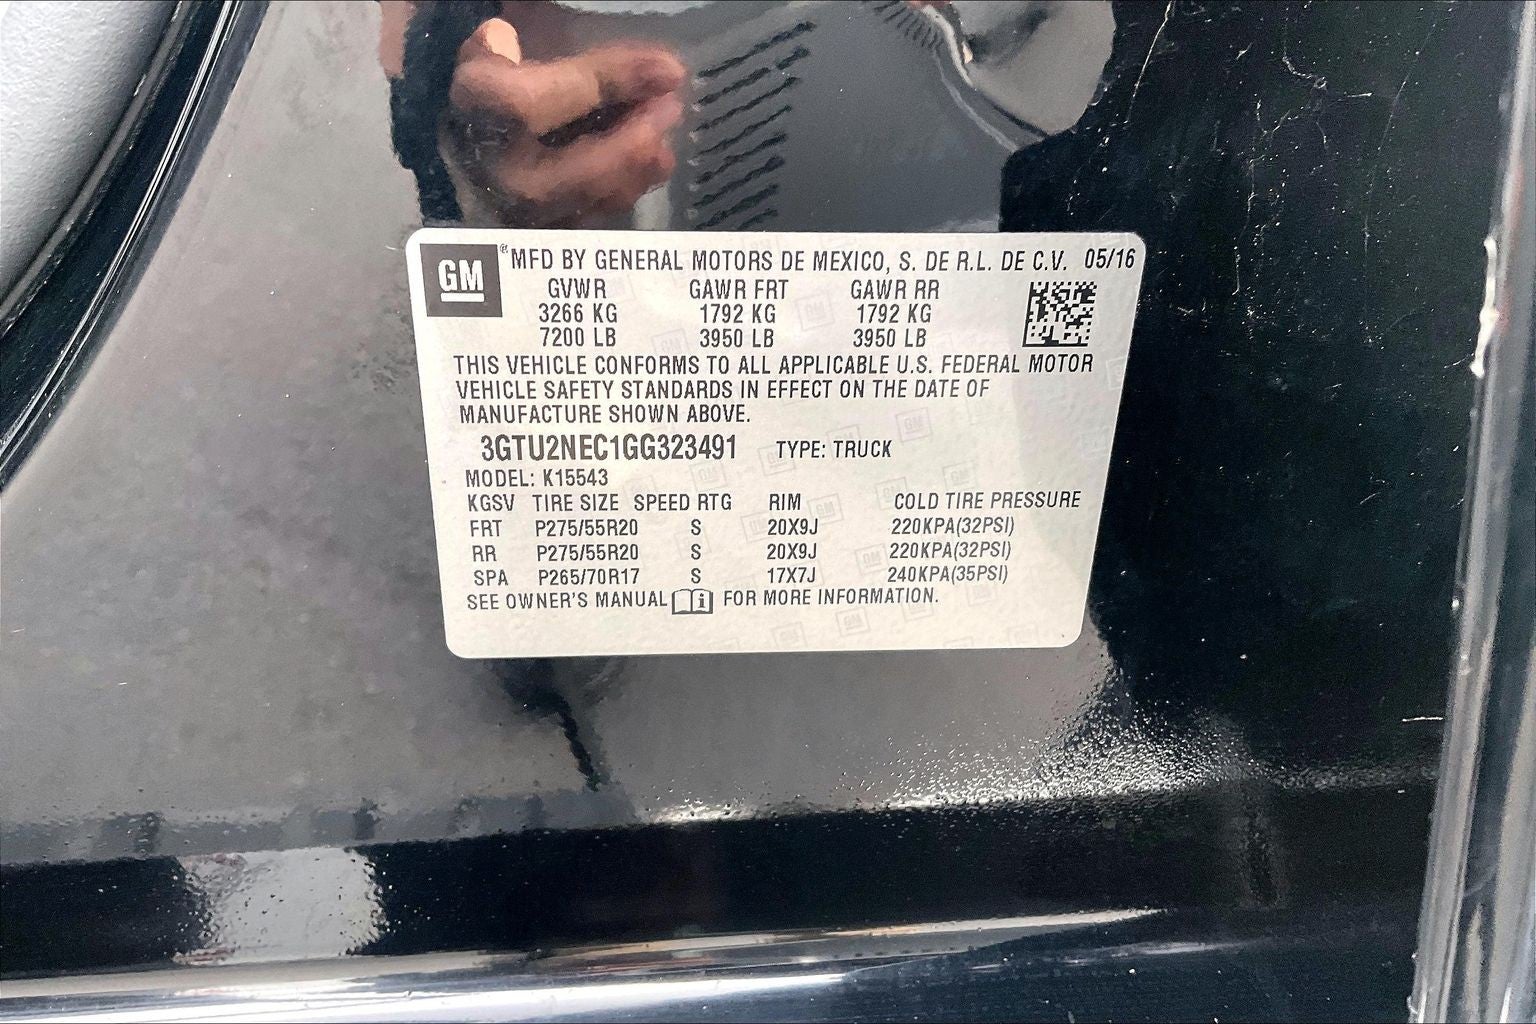 GM ® MFD BY GENERAL MOTORS DE MEXICO, S. DE R.L. DE C.V. 05/16
GVWR GAWR FRT GAWR RR
3266 KG 1792 KG 1792 KG
7200 LB 3950 LB 3950 LB
THIS VEHICLE CONFORMS TO ALL APPLICABLE U.S. FEDERAL MOTOR
VEHICLE SAFETY STANDARDS IN EFFECT ON THE DATE OF
MANUFACTURE SHOWN ABOVE.
3GTU2NEC1GG323491 TYPE: TRUCK
MODEL: K15543
KGSV TIRE SIZE SPEED RTG RIM COLD TIRE PRESSURE
FRT P275/55R20 S 20X9J 220KPA(32PSI)
RR P275/55R20 S 20X9J 220KPA(32PSI)
SPA P265/70R17 S 17X7J 240KPA(35PSI)
SEE OWNER'S MANUAL i FOR MORE INFORMATION.